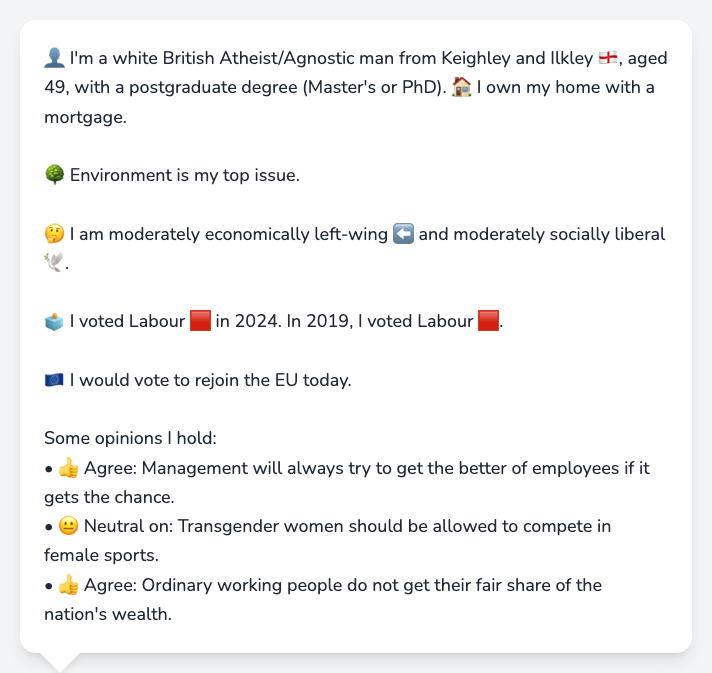 👤 I'm a white British Atheist/Agnostic man from Keighley and Ilkley 🏴󠁧󠁢󠁥󠁮󠁧󠁿, aged
49, with a postgraduate degree (Master's or PhD). 🏠 I own my home with a
mortgage.
🌳 Environment is my top issue.
🤔 I am moderately economically left-wing ⬅️ and moderately socially liberal
🕊️.
🗳️ I voted Labour 🟥 in 2024. In 2019, I voted Labour 🟥.
🇪🇺 I would vote to rejoin the EU today.
Some opinions I hold:
• 👍 Agree: Management will always try to get the better of employees if it
gets the chance.
• 😐 Neutral on: Transgender women should be allowed to compete in
female sports.
• 👍 Agree: Ordinary working people do not get their fair share of the
nation's wealth.